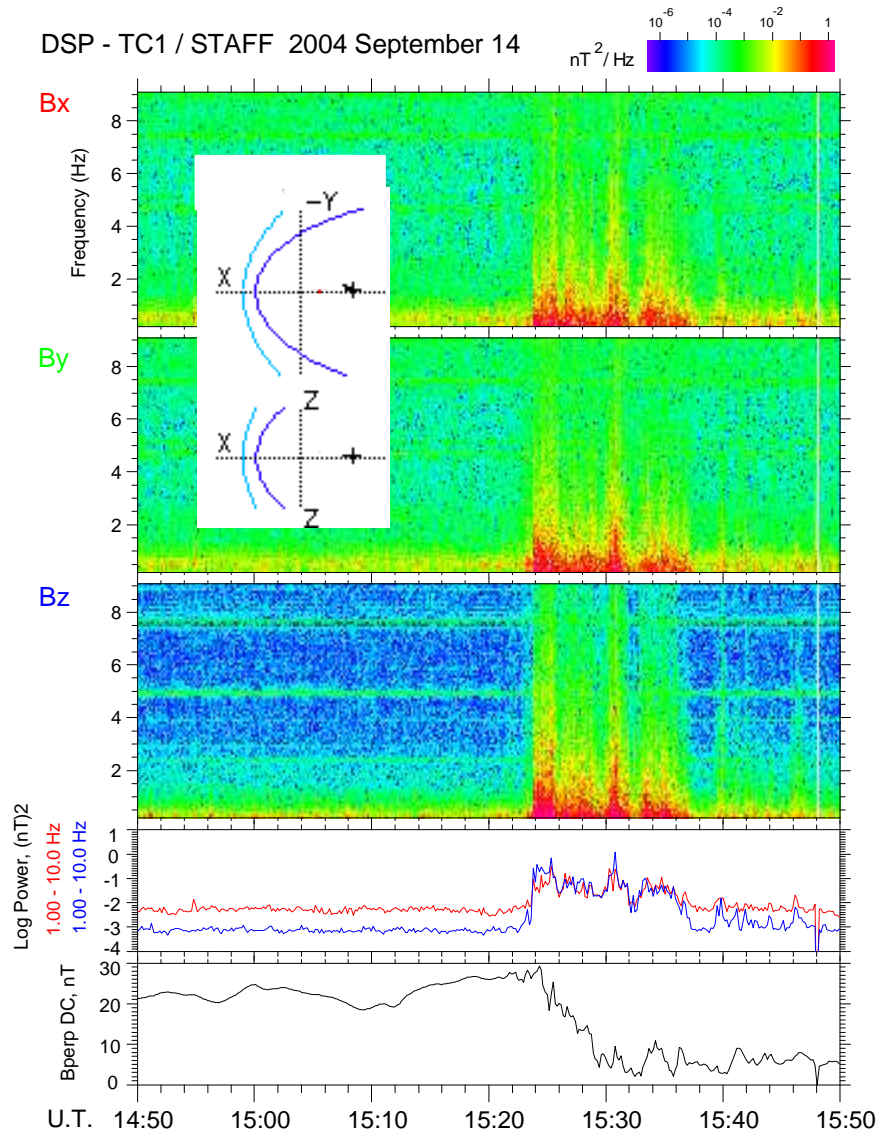 DSP - TC1 / STAFF 2004 September 14
nT 2/ Hz
10-6 10-4 10-2 1
Bx
Frequency (Hz)
8
6
4
2
-Y
X
Z
X
Z
By
8
6
4
2
Bz
8
6
4
2
Log Power, (nT)2
1.00 - 10.0 Hz
1.00 - 10.0 Hz
1
0
-1
-2
-3
-4
Bperp DC, nT
30
20
10
0
U.T. 14:50 15:00 15:10 15:20 15:30 15:40 15:50